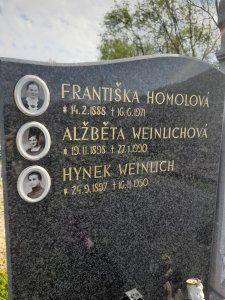 FRANTIŠKA HOMOLOVÁ
* 14.2.1888 † 16.6.1971
ALŽBĚTA WEINLICHOVÁ
* 19.11.1898 † 27.1.1990
HYNEK WEINLICH
* 24.9.1897 † 16.11.1950